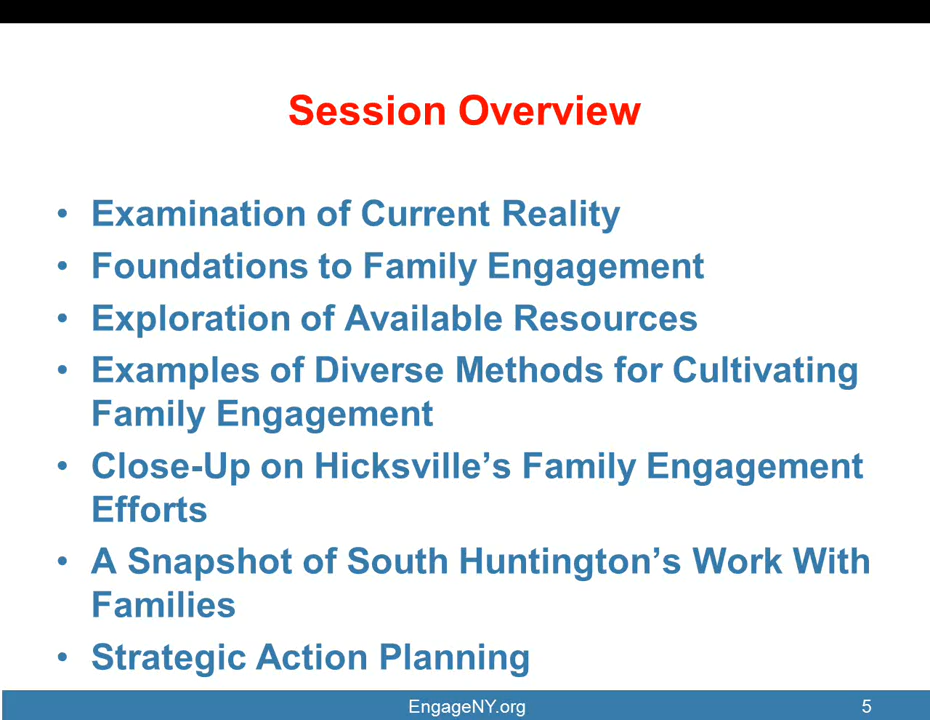 Session Overview
• Examination of Current Reality
• Foundations to Family Engagement
• Exploration of Available Resources
• Examples of Diverse Methods for Cultivating
Family Engagement
• Close-Up on Hicksville’s Family Engagement
Efforts
• A Snapshot of South Huntington’s Work With
Families
• Strategic Action Planning
EngageNY.org
5